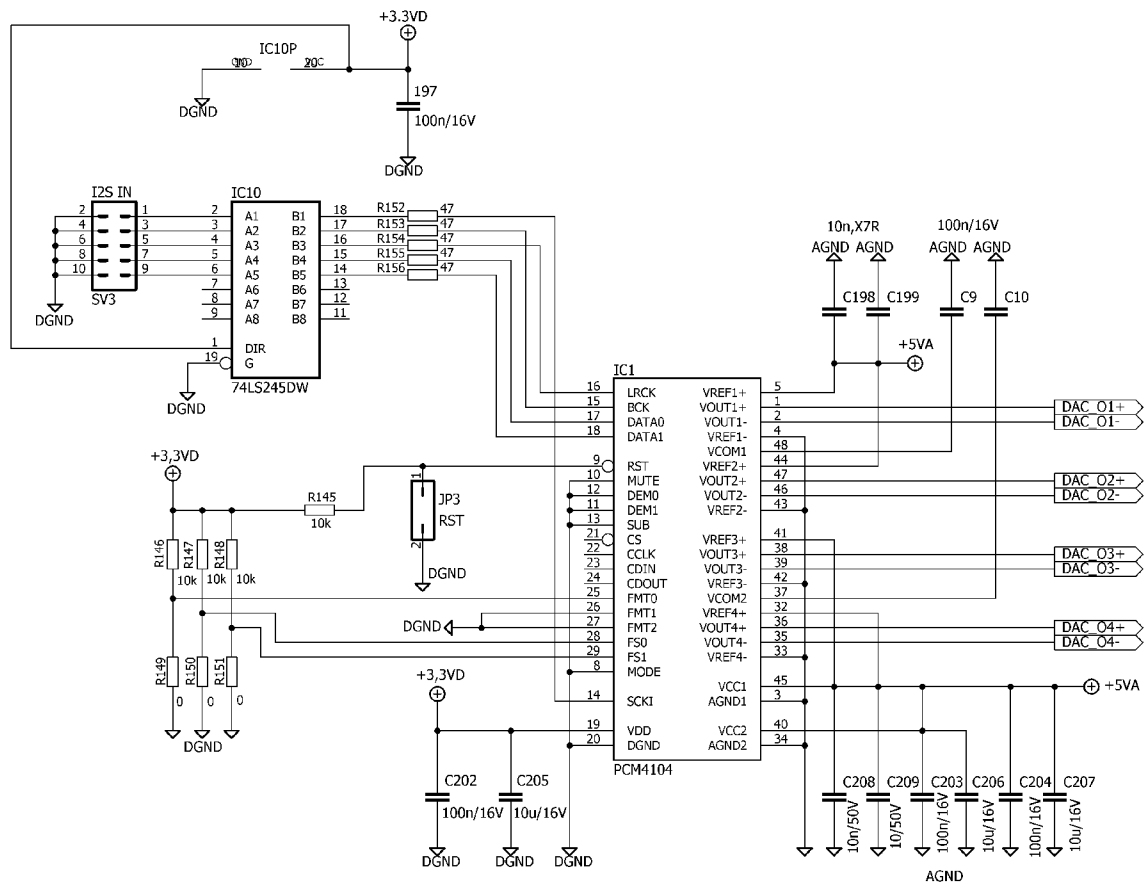 +3.3VD
IC10P
GND 10
20 VCC
DGND
197
100n/16V
DGND
I2S IN
IC10
2 1 2 A1 B1 18 R152 47
4 3 3 A2 B2 17 R153 47
6 5 4 A3 B3 16 R154 47
8 7 5 A4 B4 15 R155 47
10 9 6 A5 B5 14 R156 47
7 A6 B6 13
8 A7 B7 12
9 A8 B8 11
SV3
DGND
1 DIR
19 G
74LS245DW
DGND
10n,X7R
100n/16V
AGND AGND AGND AGND
C198 C199 C9 C10
+5VA
IC1
16 LRCK VREF1+ 5
15 BCK VOUT1+ 1 DAC_O1+
17 DATA0 VOUT1- 2 DAC_O1-
18 DATA1 VREF1- 4
VCOM1 48
9 RST VREF2+ 44
10 MUTE VOUT2+ 47 DAC_O2+
12 DEM0 VOUT2- 46 DAC_O2-
11 DEM1 VREF2- 43
13 SUB
21 CS VREF3+ 41
22 CCLK VOUT3+ 38 DAC_O3+
23 CDIN VOUT3- 39 DAC_O3-
24 CDOUT VREF3- 42
25 FMT0 VCOM2 37
26 FMT1 VREF4+ 32
27 FMT2 VOUT4+ 36 DAC_O4+
28 FS0 VOUT4- 35 DAC_O4-
29 FS1 VREF4- 33
8 MODE
VCC1 45 +5VA
14 SCKI AGND1 3
19 VDD VCC2 40
20 DGND AGND2 34
PCM4104
+3,3VD
R145
10k
1 JP3
RST
2
DGND
R146 R147 R148
10k 10k 10k
DGND
R149 R150 R151
0 0 0
DGND
+3,3VD
C202 C205
100n/16V 10u/16V
DGND DGND DGND
C208 C209 C203 C206 C204 C207
10n/50V 10/50V 100n/16V 10u/16V 100n/16V 10u/16V
AGND